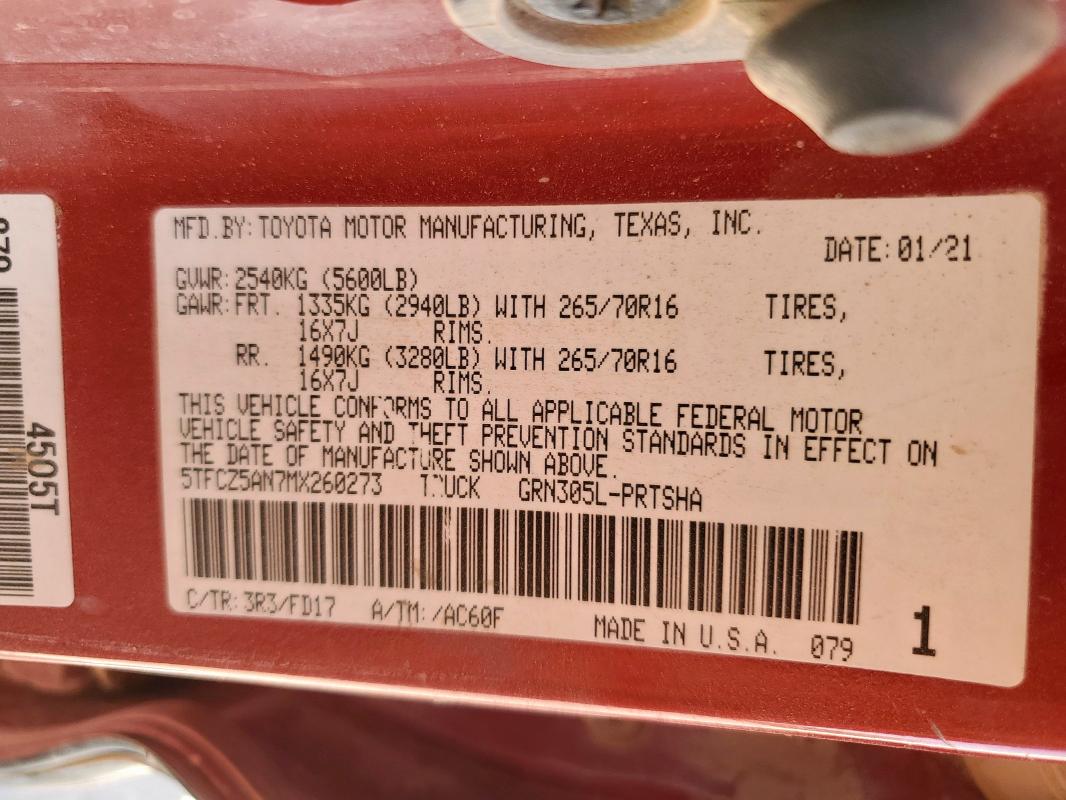 MFD.BY: TOYOTA MOTOR MANUFACTURING, TEXAS, INC.
DATE: 01/21
GVWR: 2540KG (5600LB)
GAWR: FRT. 1335KG (2940LB) WITH 265/70R16 TIRES,
16X7J RIMS.
RR. 1490KG (3280LB) WITH 265/70R16 TIRES,
16X7J RIMS.
THIS VEHICLE CONFORMS TO ALL APPLICABLE FEDERAL MOTOR
VEHICLE SAFETY AND THEFT PREVENTION STANDARDS IN EFFECT ON
THE DATE OF MANUFACTURE SHOWN ABOVE.
5TFCZ5AN7MX260273 TRUCK GRN305L-PRTSHA
C/TR: 3R3/FD17 A/TM: /AC60F MADE IN U.S.A. 079 1
4505T